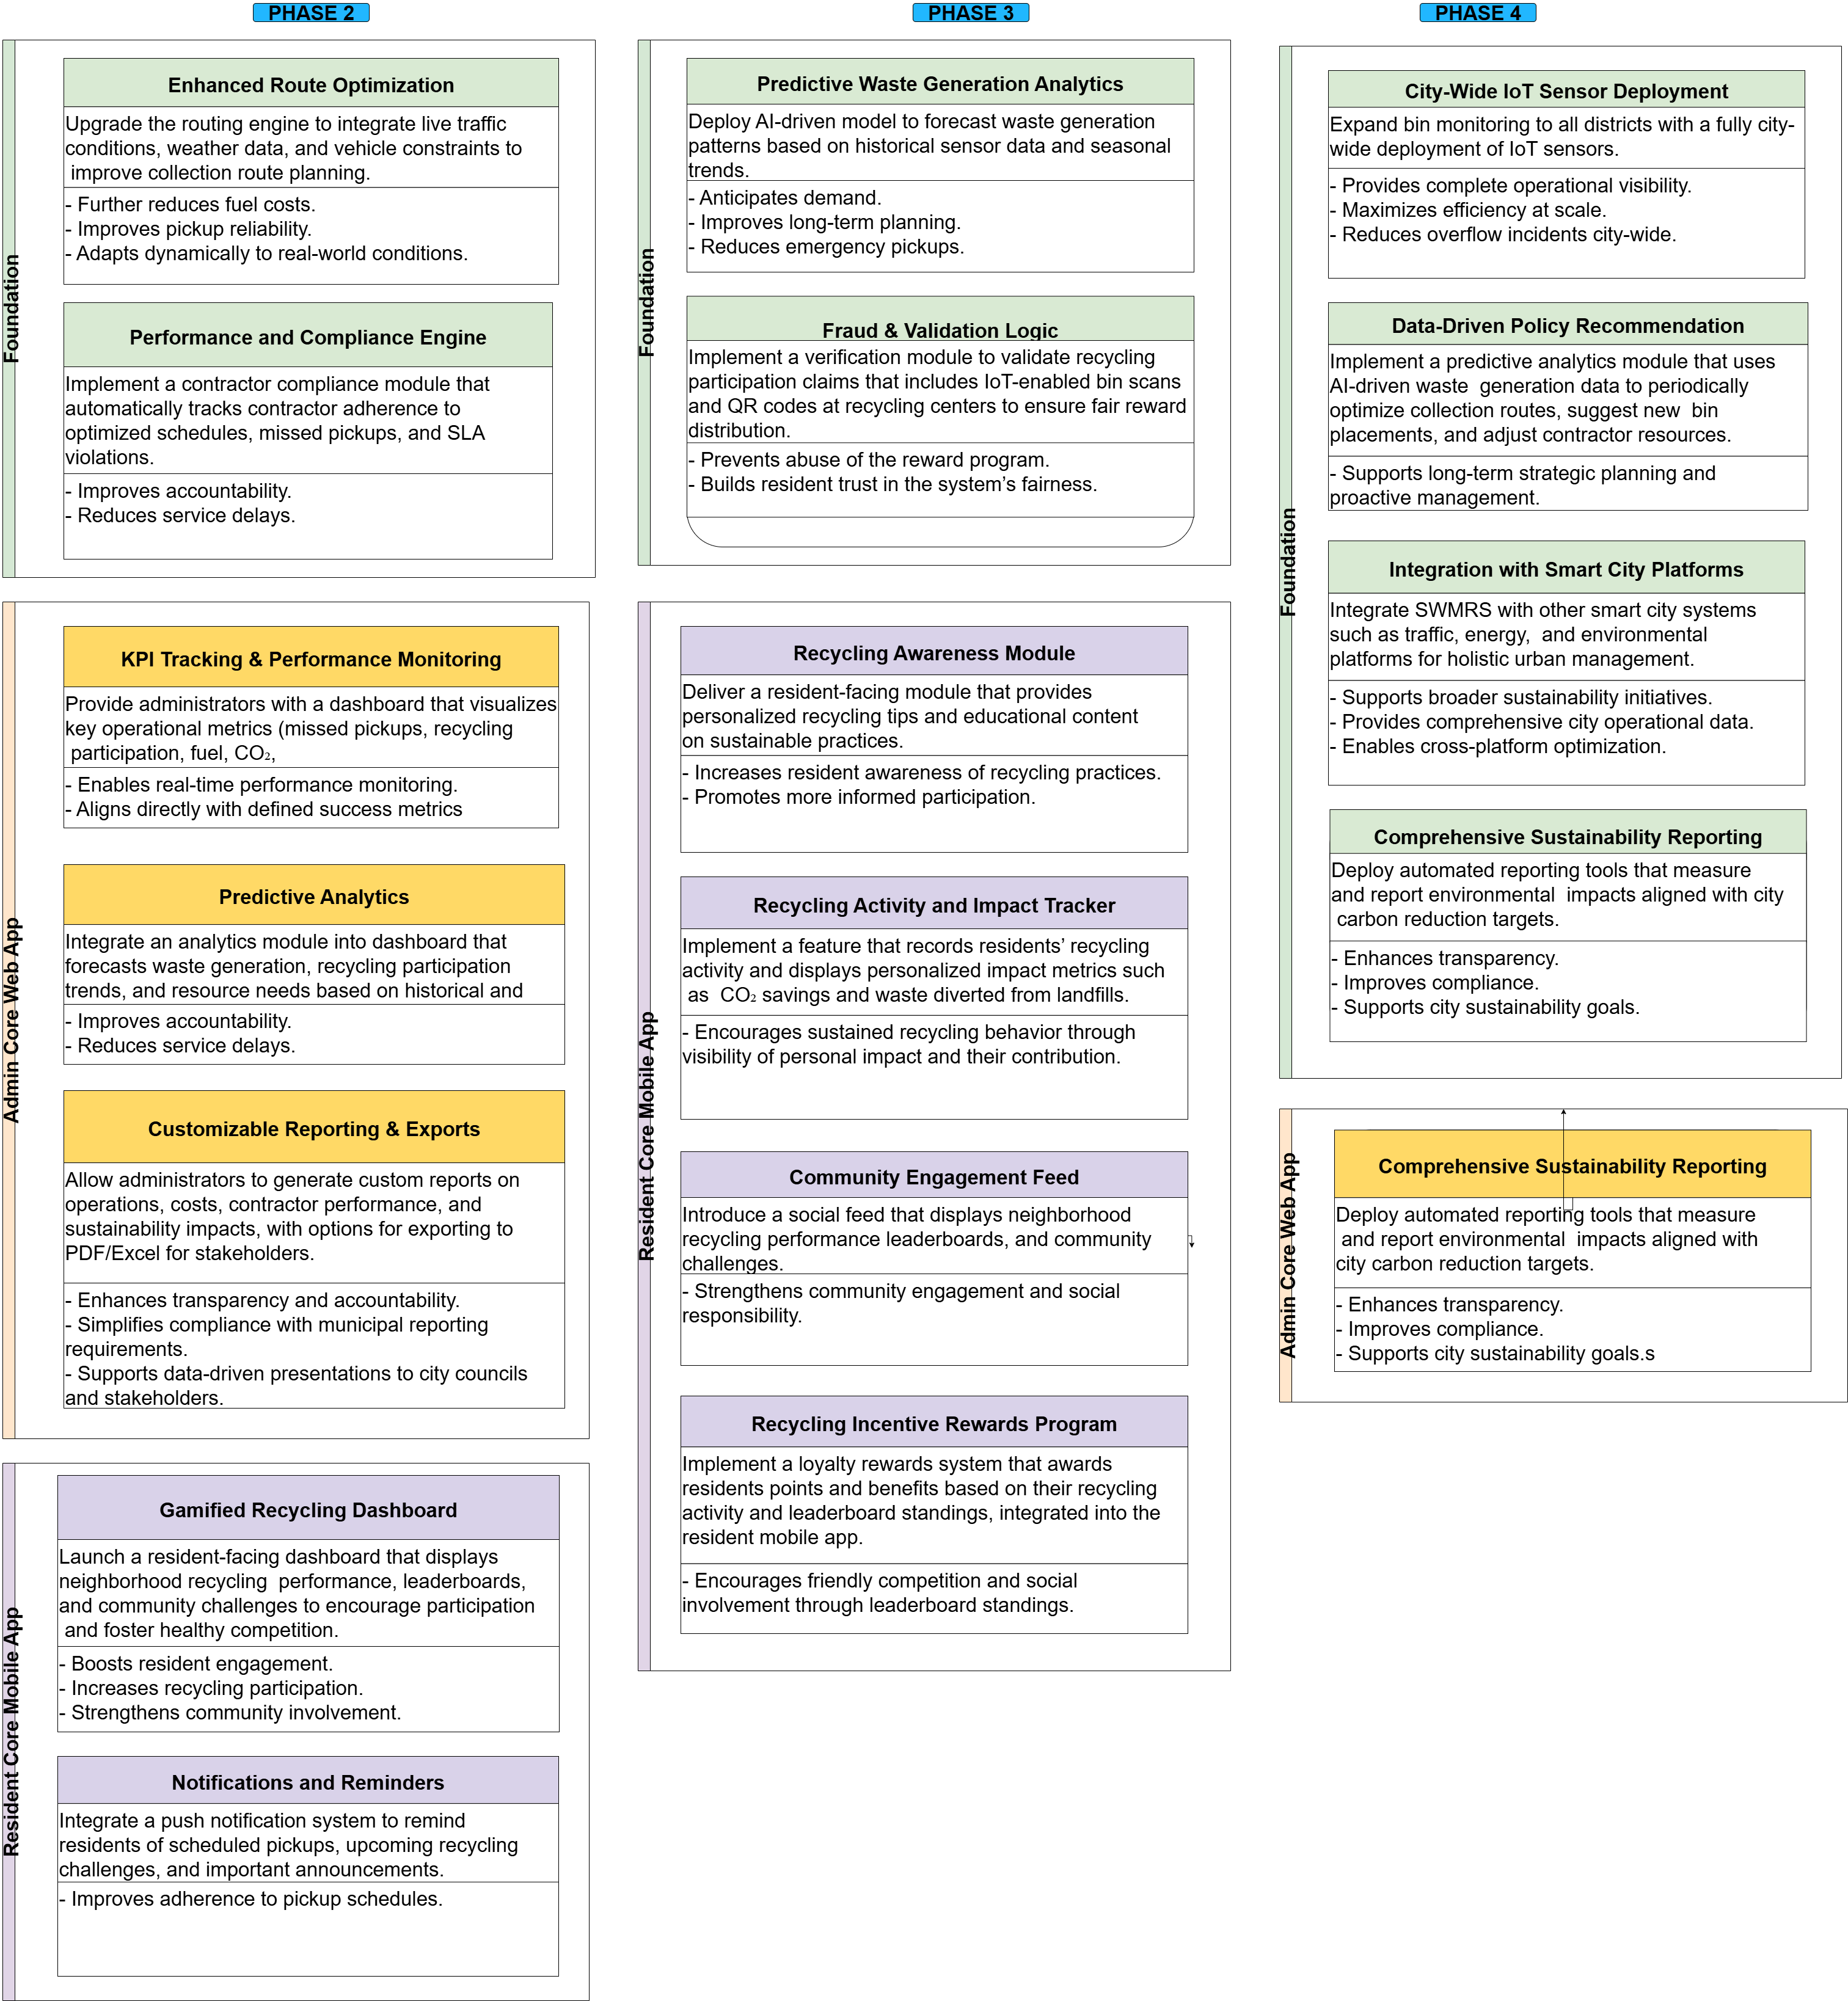 PHASE 2
Foundation
Enhanced Route Optimization
Upgrade the routing engine to integrate live traffic
conditions, weather data, and vehicle constraints to
improve collection route planning.
- Further reduces fuel costs.
- Improves pickup reliability.
- Adapts dynamically to real-world conditions.
Performance and Compliance Engine
Implement a contractor compliance module that
automatically tracks contractor adherence to
optimized schedules, missed pickups, and SLA
violations.
- Improves accountability.
- Reduces service delays.
Admin Core Web App
KPI Tracking & Performance Monitoring
Provide administrators with a dashboard that visualizes
key operational metrics (missed pickups, recycling
participation, fuel, CO₂,
- Enables real-time performance monitoring.
- Aligns directly with defined success metrics
Predictive Analytics
Integrate an analytics module into dashboard that
forecasts waste generation, recycling participation
trends, and resource needs based on historical and
- Improves accountability.
- Reduces service delays.
Customizable Reporting & Exports
Allow administrators to generate custom reports on
operations, costs, contractor performance, and
sustainability impacts, with options for exporting to
PDF/Excel for stakeholders.
- Enhances transparency and accountability.
- Simplifies compliance with municipal reporting
requirements.
- Supports data-driven presentations to city councils
and stakeholders.
Resident Core Mobile App
Gamified Recycling Dashboard
Launch a resident-facing dashboard that displays
neighborhood recycling performance, leaderboards,
and community challenges to encourage participation
and foster healthy competition.
- Boosts resident engagement.
- Increases recycling participation.
- Strengthens community involvement.
Notifications and Reminders
Integrate a push notification system to remind
residents of scheduled pickups, upcoming recycling
challenges, and important announcements.
- Improves adherence to pickup schedules.
PHASE 3
Foundation
Predictive Waste Generation Analytics
Deploy AI-driven model to forecast waste generation
patterns based on historical sensor data and seasonal
trends.
- Anticipates demand.
- Improves long-term planning.
- Reduces emergency pickups.
Fraud & Validation Logic
Implement a verification module to validate recycling
participation claims that includes IoT-enabled bin scans
and QR codes at recycling centers to ensure fair reward
distribution.
- Prevents abuse of the reward program.
- Builds resident trust in the system’s fairness.
Resident Core Mobile App
Recycling Awareness Module
Deliver a resident-facing module that provides
personalized recycling tips and educational content
on sustainable practices.
- Increases resident awareness of recycling practices.
- Promotes more informed participation.
Recycling Activity and Impact Tracker
Implement a feature that records residents’ recycling
activity and displays personalized impact metrics such
as CO₂ savings and waste diverted from landfills.
- Encourages sustained recycling behavior through
visibility of personal impact and their contribution.
Community Engagement Feed
Introduce a social feed that displays neighborhood
recycling performance leaderboards, and community
challenges.
- Strengthens community engagement and social
responsibility.
Recycling Incentive Rewards Program
Implement a loyalty rewards system that awards
residents points and benefits based on their recycling
activity and leaderboard standings, integrated into the
resident mobile app.
- Encourages friendly competition and social
involvement through leaderboard standings.
PHASE 4
Foundation
City-Wide IoT Sensor Deployment
Expand bin monitoring to all districts with a fully city-
wide deployment of IoT sensors.
- Provides complete operational visibility.
- Maximizes efficiency at scale.
- Reduces overflow incidents city-wide.
Data-Driven Policy Recommendation
Implement a predictive analytics module that uses
AI-driven waste generation data to periodically
optimize collection routes, suggest new bin
placements, and adjust contractor resources.
- Supports long-term strategic planning and
proactive management.
Integration with Smart City Platforms
Integrate SWMRS with other smart city systems
such as traffic, energy, and environmental
platforms for holistic urban management.
- Supports broader sustainability initiatives.
- Provides comprehensive city operational data.
- Enables cross-platform optimization.
Comprehensive Sustainability Reporting
Deploy automated reporting tools that measure
and report environmental impacts aligned with city
carbon reduction targets.
- Enhances transparency.
- Improves compliance.
- Supports city sustainability goals.
Admin Core Web App
Comprehensive Sustainability Reporting
Deploy automated reporting tools that measure
and report environmental impacts aligned with
city carbon reduction targets.
- Enhances transparency.
- Improves compliance.
- Supports city sustainability goals.s